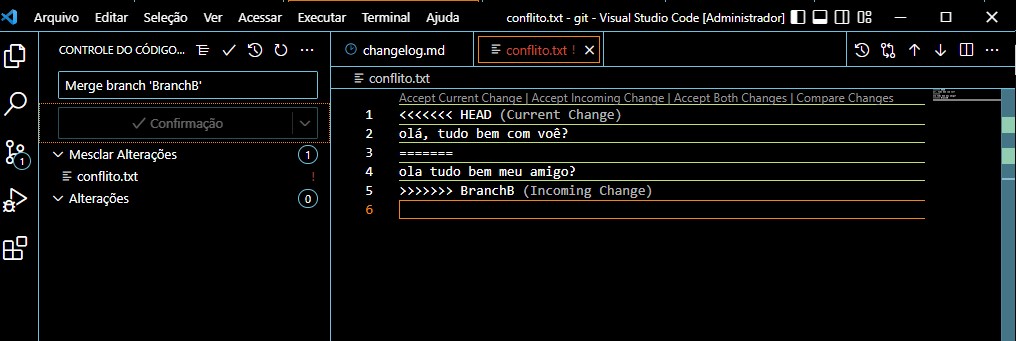 Arquivo Editar Seleção Ver Acessar Executar Terminal Ajuda conflito.txt - git - Visual Studio Code [Administrador]
CONTROLE DO CÓDIGO...
changelog.md
conflito.txt !
Merge branch 'BranchB'
conflito.txt
Confirmação
Mesclar Alterações 1
conflito.txt !
Alterações 0
1
Accept Current Change | Accept Incoming Change | Accept Both Changes | Compare Changes
1 <<<<<<< HEAD (Current Change)
2 olá, tudo bem com voê?
3 =======
4 ola tudo bem meu amigo?
5 >>>>>>> BranchB (Incoming Change)
6